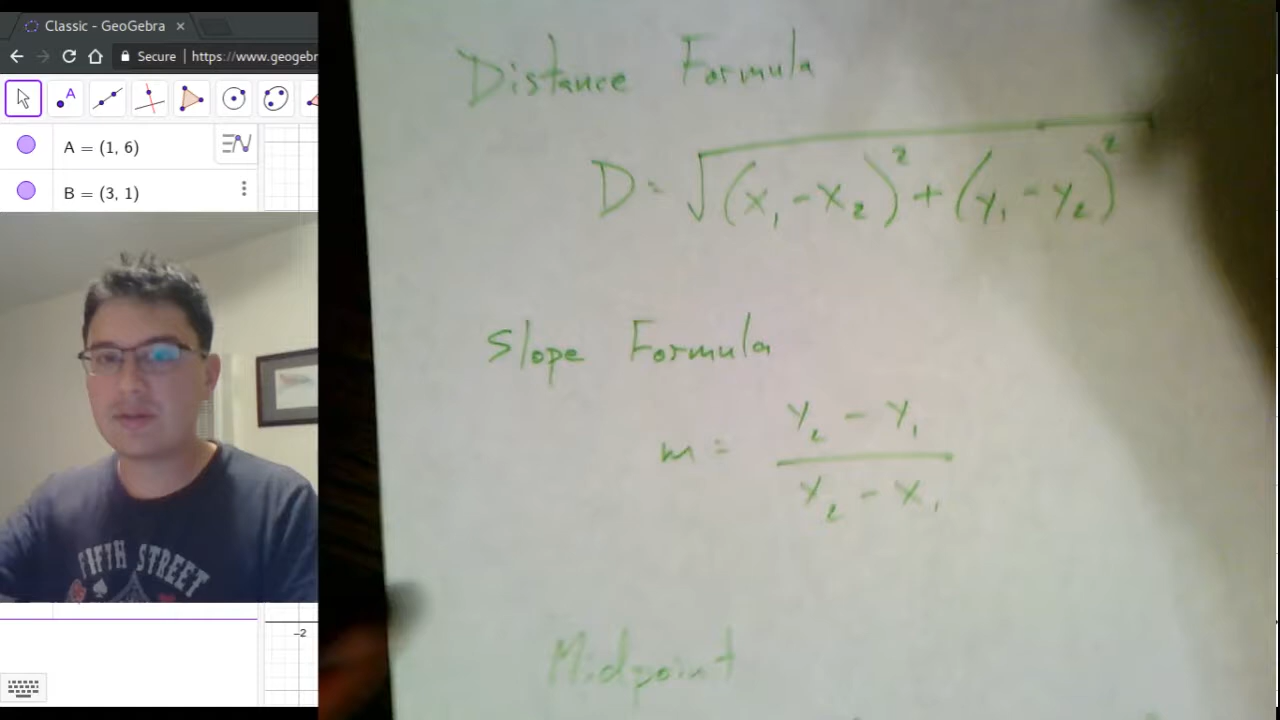 Classic - GeoGebra ×
Secure | https://www.geogebr
A
A = (1, 6)
B = (3, 1)
FIFTH STREET
-2
Distance Formula
D = √(x₁ - x₂)² + (y₁ - y₂)²
Slope Formula
m = y₂ - y₁
x₂ - x₁
Midpoint